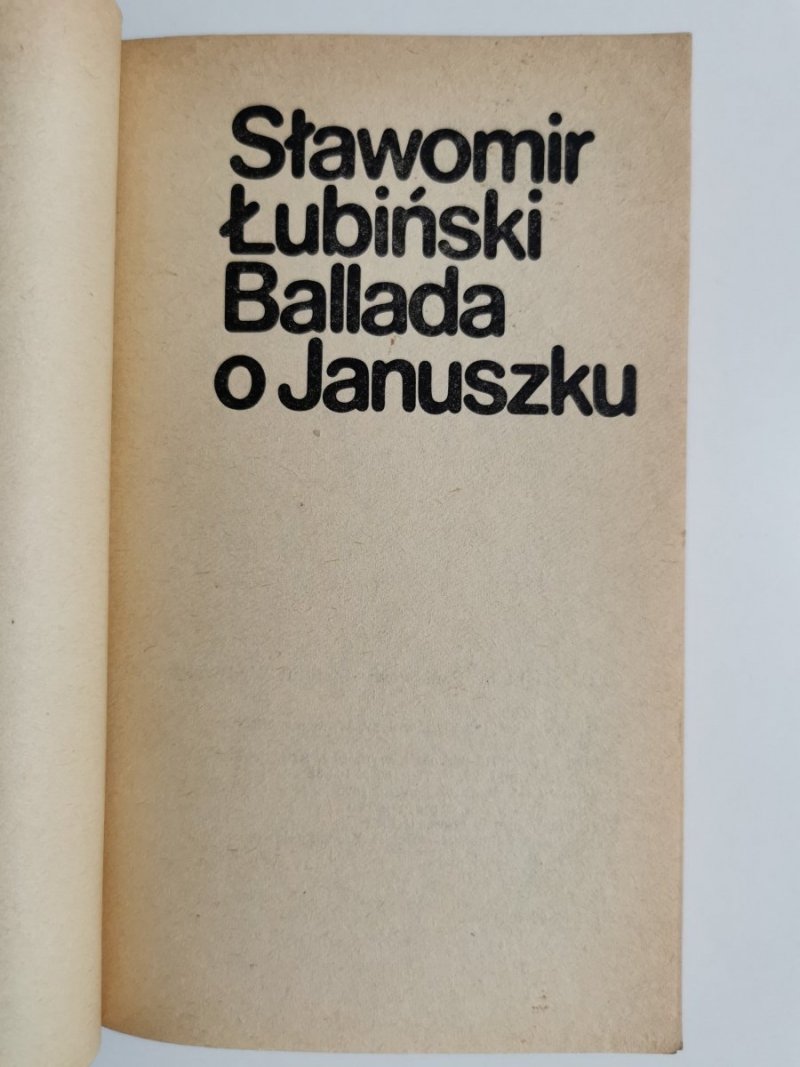 Sławomir
Łubiński
Ballada
o Januszku